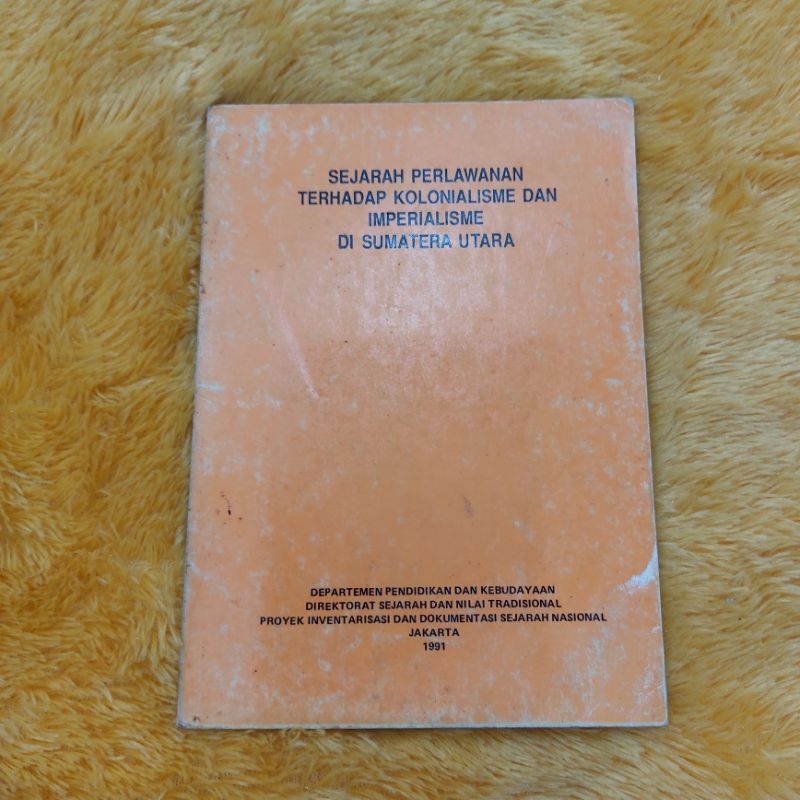 SEJARAH PERLAWANAN
TERHADAP KOLONIALISME DAN
IMPERIALISME
DI SUMATERA UTARA
DEPARTEMEN PENDIDIKAN DAN KEBUDAYAAN
DIREKTORAT SEJARAH DAN NILAI TRADISIONAL
PROYEK INVENTARISASI DAN DOKUMENTASI SEJARAH NASIONAL
JAKARTA
1991